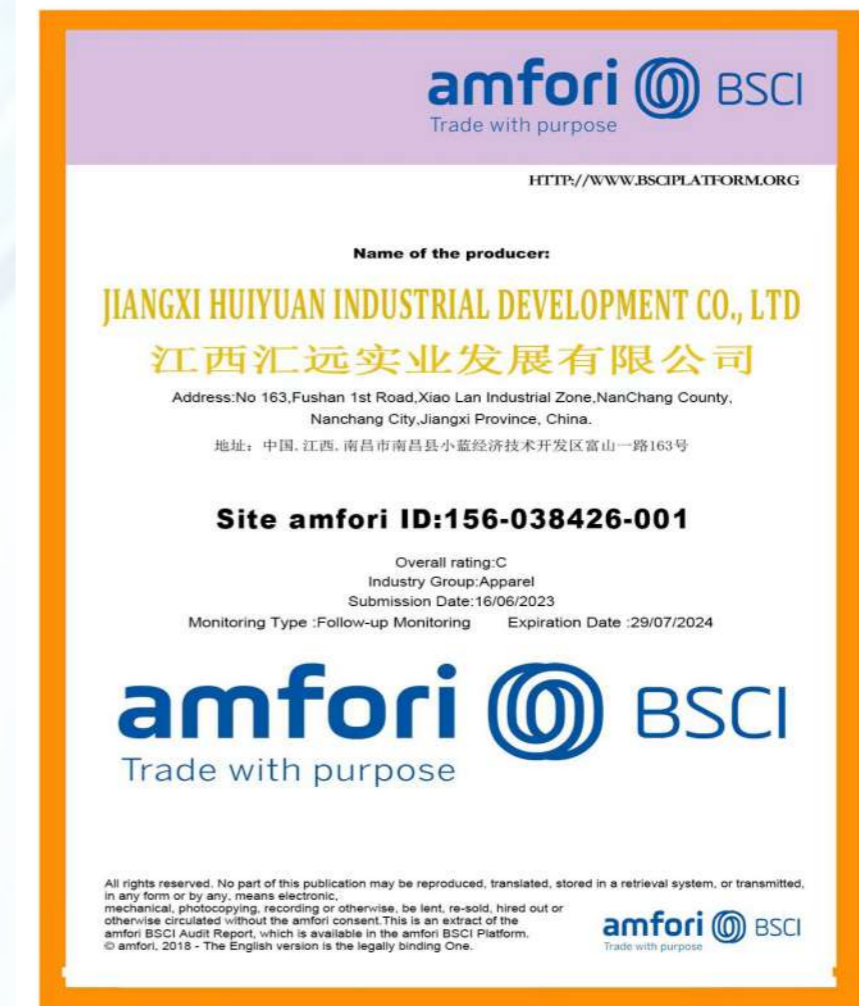 amfori BSCI
Trade with purpose
HTTP://WWW.BSCIPLATFORM.ORG
Name of the producer:
JIANGXI HUIYUAN INDUSTRIAL DEVELOPMENT CO., LTD
江西汇远实业发展有限公司
Address:No 163,Fushan 1st Road,Xiao Lan Industrial Zone,NanChang County,
Nanchang City,Jiangxi Province, China.
地址：中国.江西.南昌市南昌县小蓝经济技术开发区富山一路163号
Site amfori ID:156-038426-001
Overall rating:C
Industry Group:Apparel
Submission Date:16/06/2023
Monitoring Type :Follow-up Monitoring Expiration Date :29/07/2024
amfori BSCI
Trade with purpose
All rights reserved. No part of this publication may be reproduced, translated, stored in a retrieval system, or transmitted,
in any form or by any, means electronic,
mechanical, photocopying, recording or otherwise, be lent, re-sold, hired out or
otherwise circulated without the amfori consent.This is an extract of the
amfori BSCI Audit Report, which is available in the amfori BSCI Platform.
© amfori, 2018 - The English version is the legally binding One.
amfori BSCI
Trade with purpose